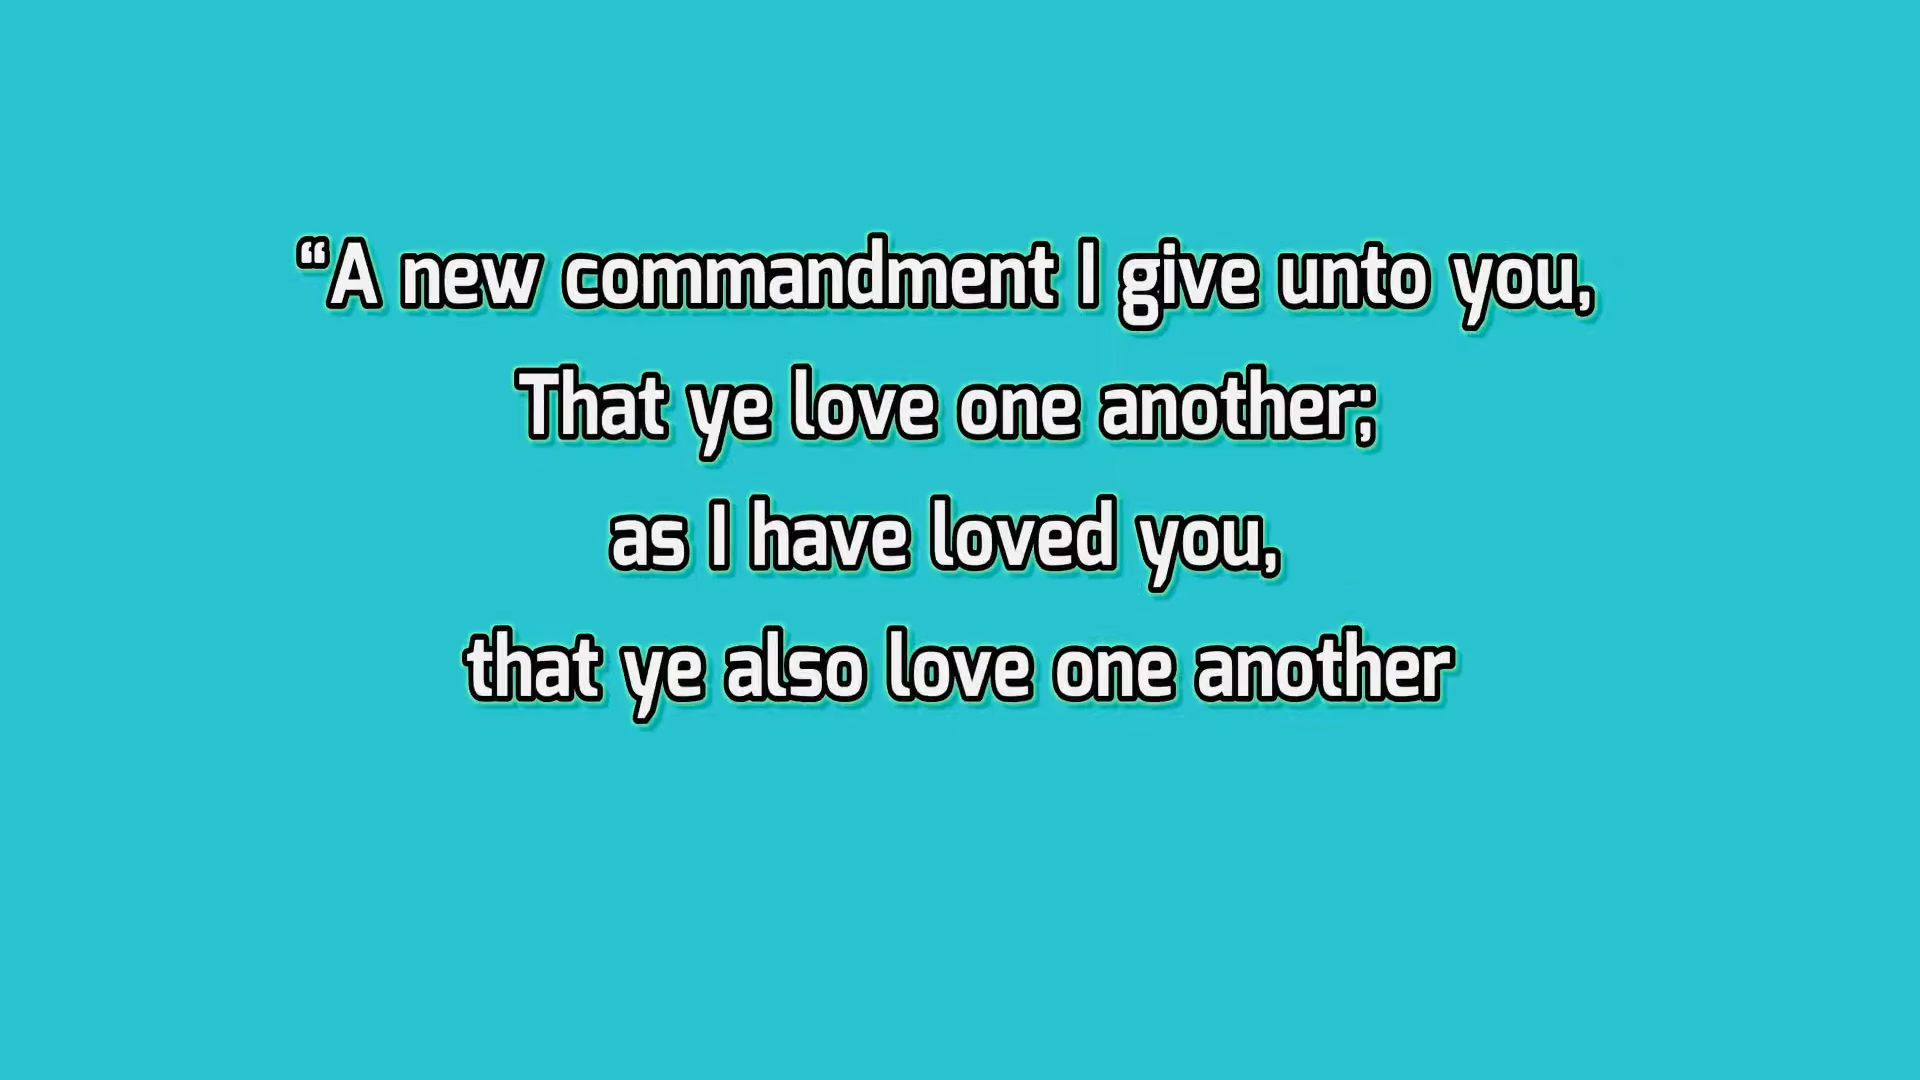 “A new commandment I give unto you,
That ye love one another;
as I have loved you,
that ye also love one another